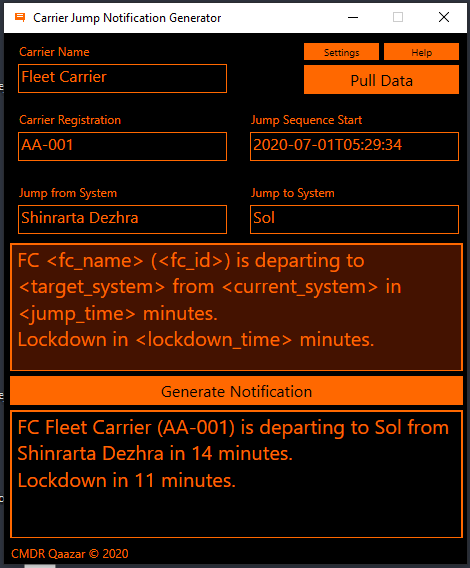 Carrier Jump Notification Generator
Carrier Name
Settings
Help
Fleet Carrier
Pull Data
Carrier Registration
Jump Sequence Start
AA-001
2020-07-01T05:29:34
Jump from System
Jump to System
Shinrarta Dezhra
Sol
FC <fc_name> (<fc_id>) is departing to
<target_system> from <current_system> in
<jump_time> minutes.
Lockdown in <lockdown_time> minutes.
Generate Notification
FC Fleet Carrier (AA-001) is departing to Sol from
Shinrarta Dezhra in 14 minutes.
Lockdown in 11 minutes.
CMDR Qaazar © 2020